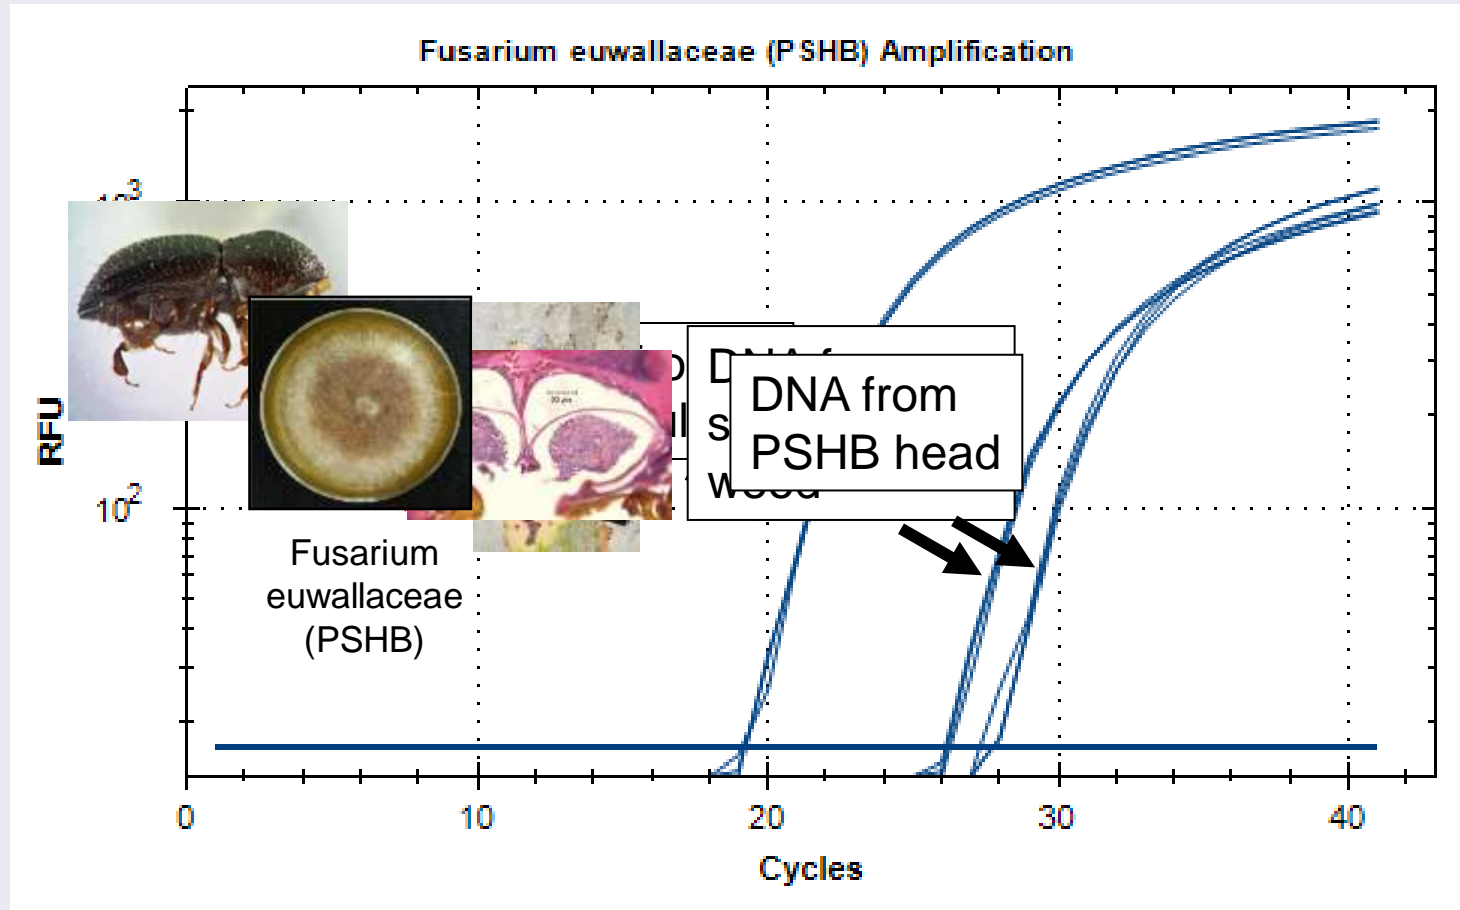 Fusarium euwallaceae (PSHB) Amplification
RFU
10²
DNA from
PSHB head
Fusarium
euwallaceae
(PSHB)
0 10 20 30 40
Cycles